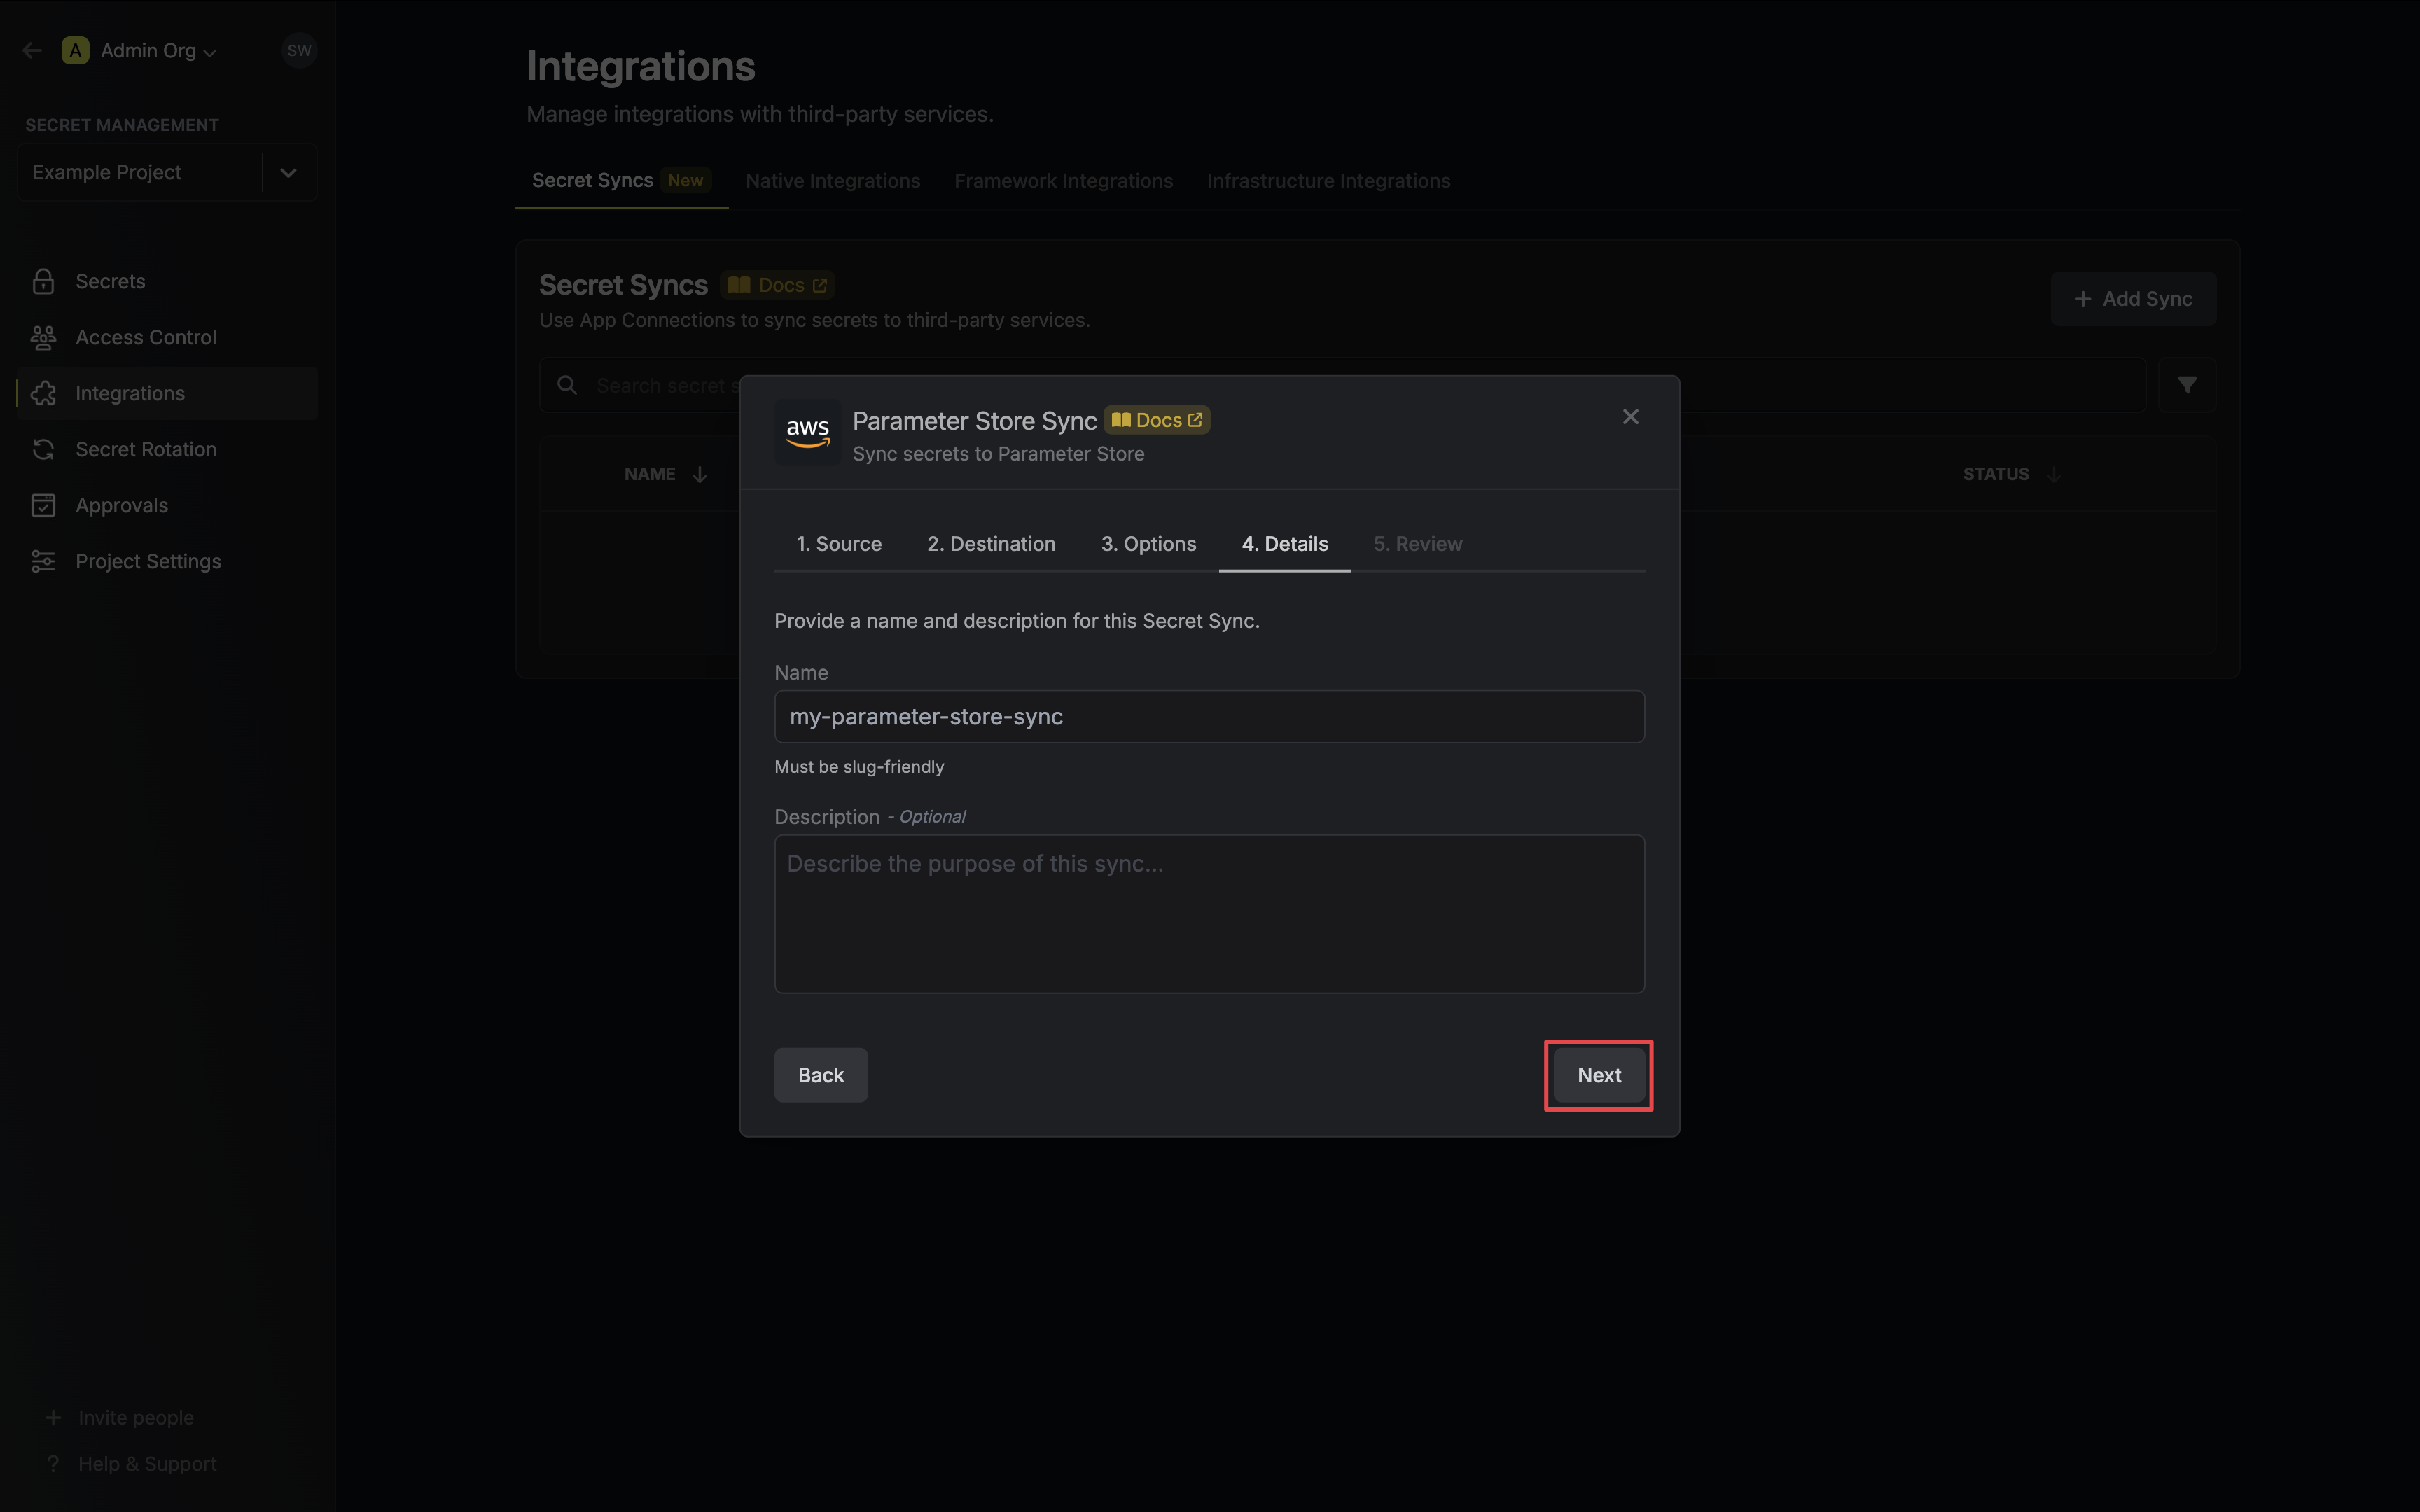 A Admin Org
SW
SECRET MANAGEMENT
Example Project
Secrets
Access Control
Integrations
Secret Rotation
Approvals
Project Settings
Invite people
? Help & Support
Integrations
Manage integrations with third-party services.
Secret Syncs New Native Integrations Framework Integrations Infrastructure Integrations
Secret Syncs Docs
Use App Connections to sync secrets to third-party services.
+ Add Sync
Search secret s
NAME
STATUS
aws
Parameter Store Sync Docs
Sync secrets to Parameter Store
1. Source 2. Destination 3. Options 4. Details 5. Review
Provide a name and description for this Secret Sync.
Name
my-parameter-store-sync
Must be slug-friendly
Description - Optional
Describe the purpose of this sync...
Back Next